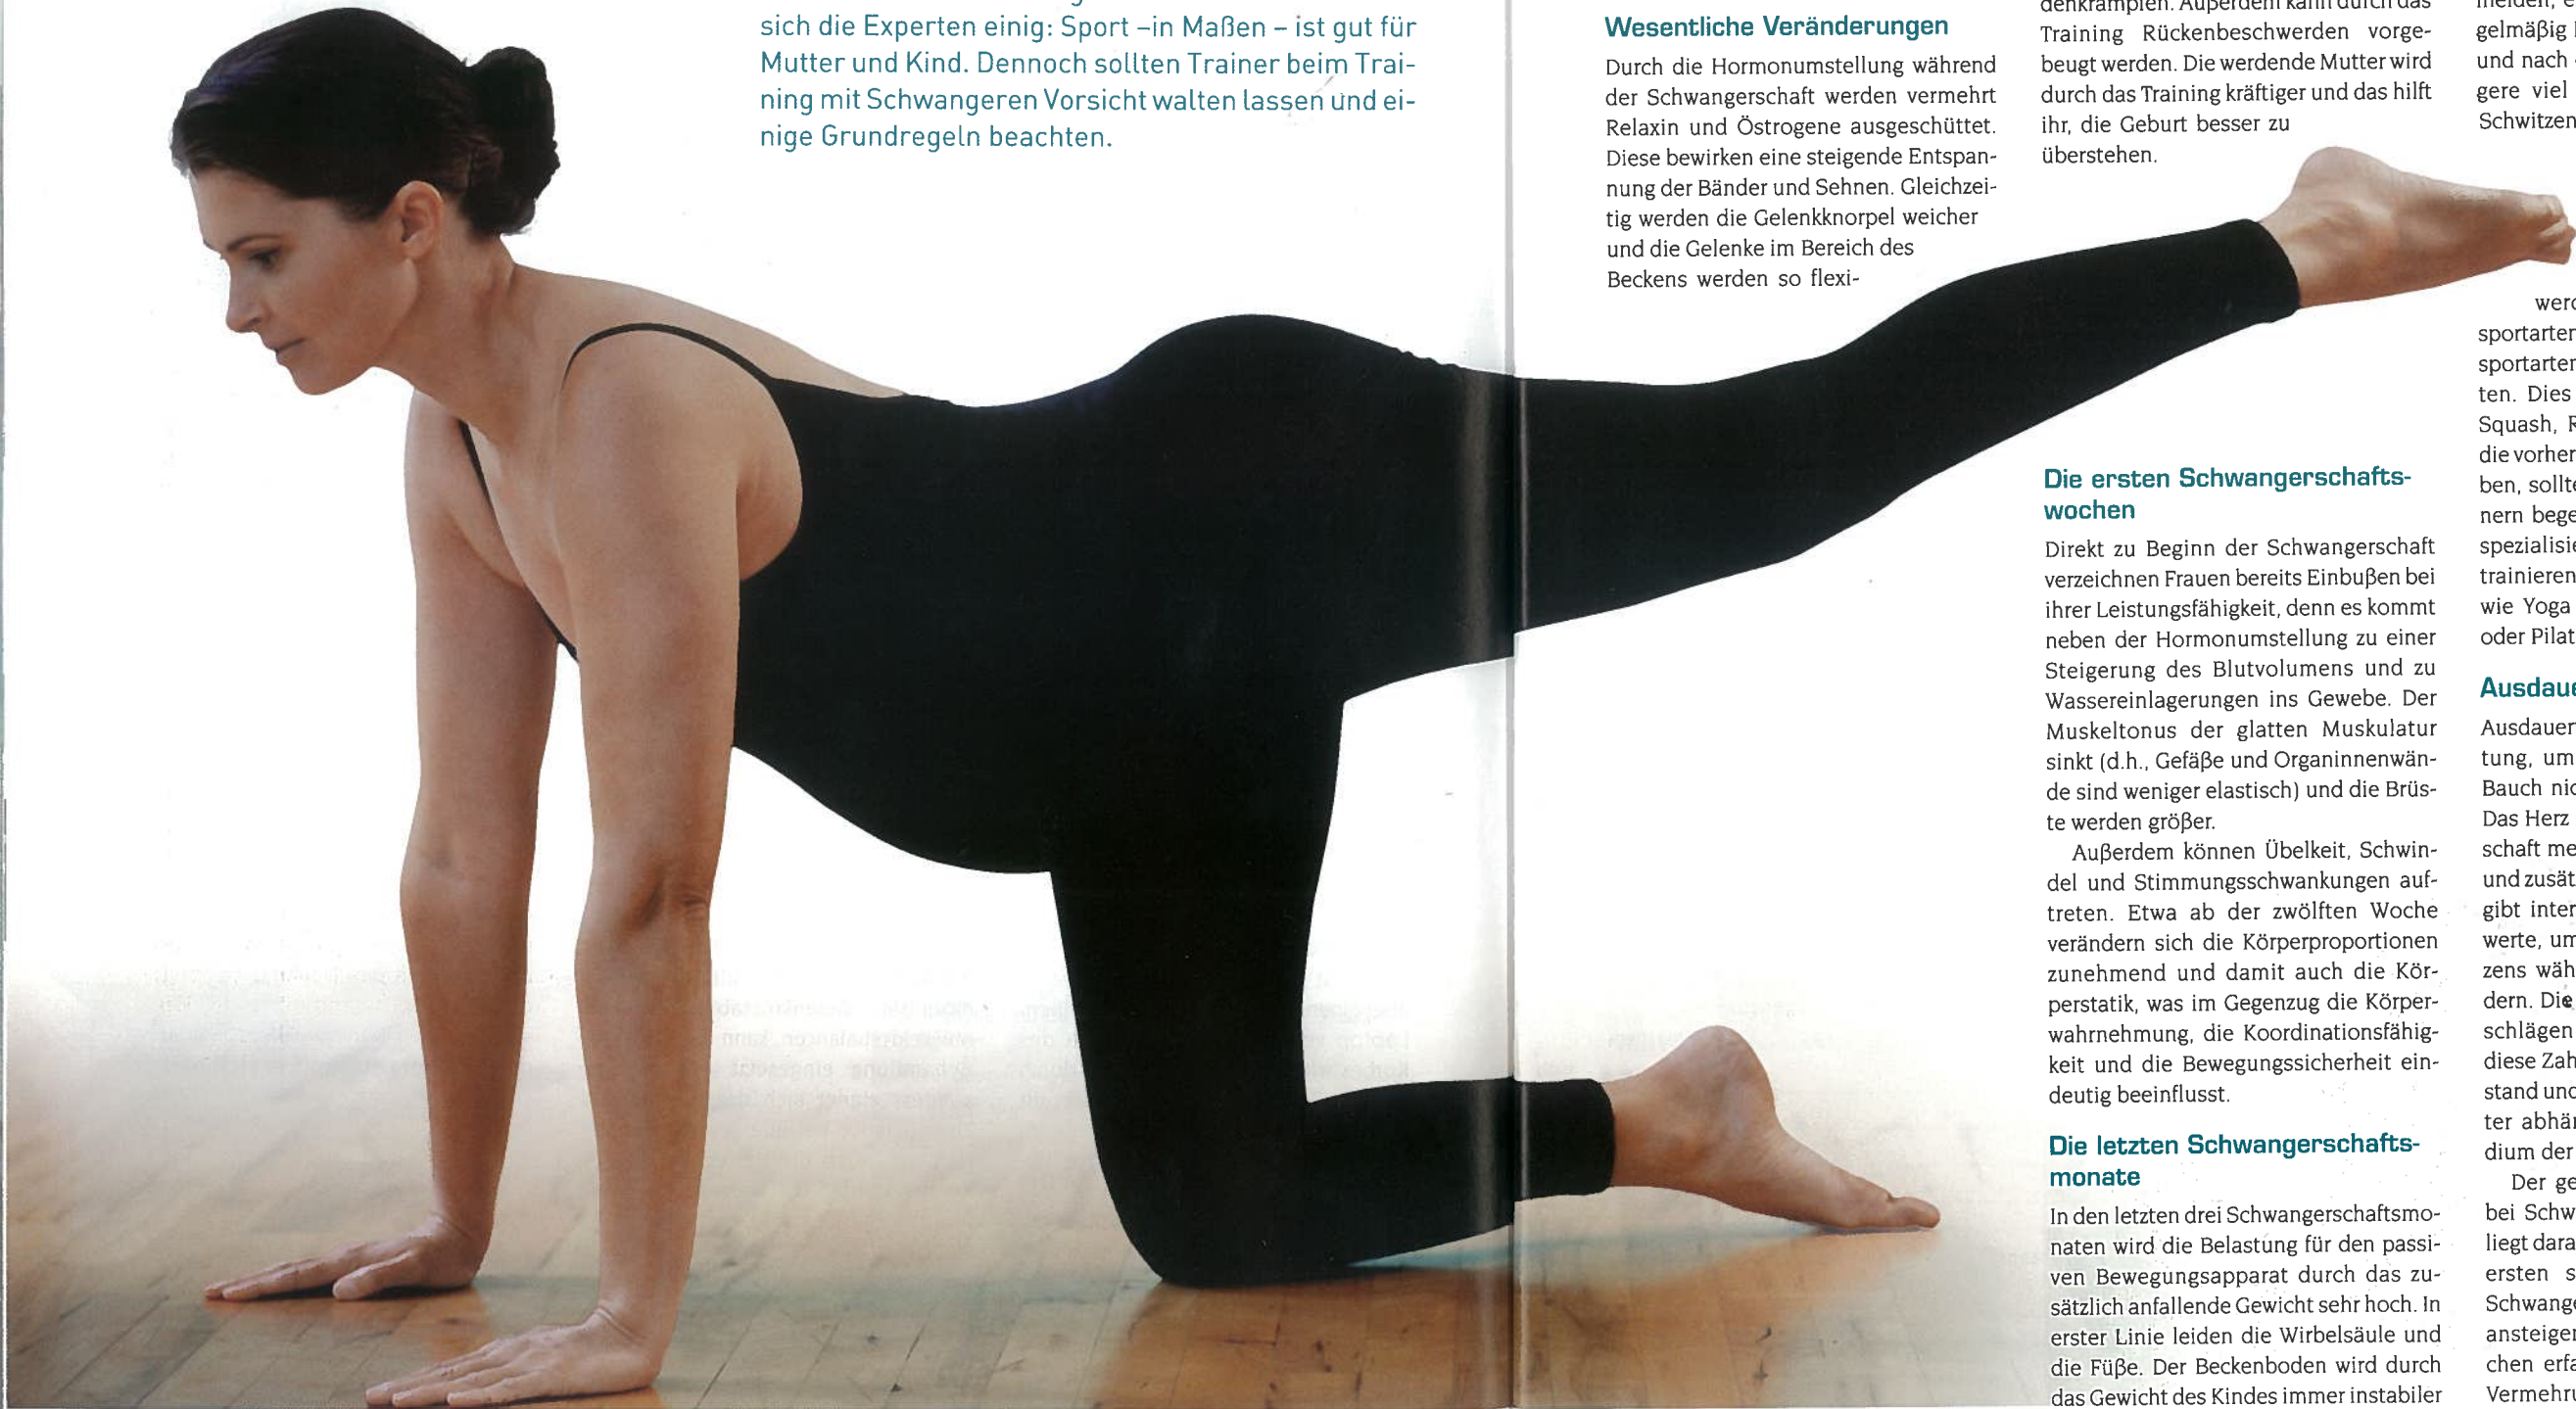 sich die Experten einig: Sport –in Maßen – ist gut für
Mutter und Kind. Dennoch sollten Trainer beim Trai-
ning mit Schwangeren Vorsicht walten lassen und ei-
nige Grundregeln beachten.
Wesentliche Veränderungen
Durch die Hormonumstellung während
der Schwangerschaft werden vermehrt
Relaxin und Östrogene ausgeschüttet.
Diese bewirken eine steigende Entspan-
nung der Bänder und Sehnen. Gleichzei-
tig werden die Gelenkknorpel weicher
und die Gelenke im Bereich des
Beckens werden so flexi-
denkrämpfen. Außerdem kann durch das
Training Rückenbeschwerden vorge-
beugt werden. Die werdende Mutter wird
durch das Training kräftiger und das hilft
ihr, die Geburt besser zu
überstehen.
Die ersten Schwangerschafts-
wochen
Direkt zu Beginn der Schwangerschaft
verzeichnen Frauen bereits Einbußen bei
ihrer Leistungsfähigkeit, denn es kommt
neben der Hormonumstellung zu einer
Steigerung des Blutvolumens und zu
Wassereinlagerungen ins Gewebe. Der
Muskeltonus der glatten Muskulatur
sinkt (d.h., Gefäße und Organinnenwän-
de sind weniger elastisch) und die Brüs-
te werden größer.
Außerdem können Übelkeit, Schwin-
del und Stimmungsschwankungen auf-
treten. Etwa ab der zwölften Woche
verändern sich die Körperproportionen
zunehmend und damit auch die Kör-
perstatik, was im Gegenzug die Körper-
wahrnehmung, die Koordinationsfähig-
keit und die Bewegungssicherheit ein-
deutig beeinflusst.
Die letzten Schwangerschafts-
monate
In den letzten drei Schwangerschaftsmo-
naten wird die Belastung für den passi-
ven Bewegungsapparat durch das zu-
sätzlich anfallende Gewicht sehr hoch. In
erster Linie leiden die Wirbelsäule und
die Füße. Der Beckenboden wird durch
das Gewicht des Kindes immer instabiler
gelmäßig
und nach
gere viel
Schwitzen
werd
sportarten
sportarten
ten. Dies
Squash,
die vorher
ben, sollte
nern bege
spezialisie
trainieren
wie Yoga
oder Pilat
Ausdaue
Ausdauer
tung, um
Bauch nic
Das Herz
schaft me
und zusät
gibt inter
werte, um
zens wäh
dern. Die
schlägen
diese Zah
stand und
ter abhän
dium der
Der ge
bei Schw
liegt dara
ersten s
Schwange
ansteigen
chen erfa
Vermehru